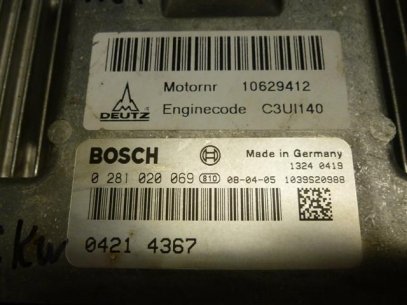 Motornr 10629412
DEUTZ Enginecode C3UI140
BOSCH Made in Germany
1324 0419
0 281 020 069 810 08-04-05 1039S20988
0421 4367
KW